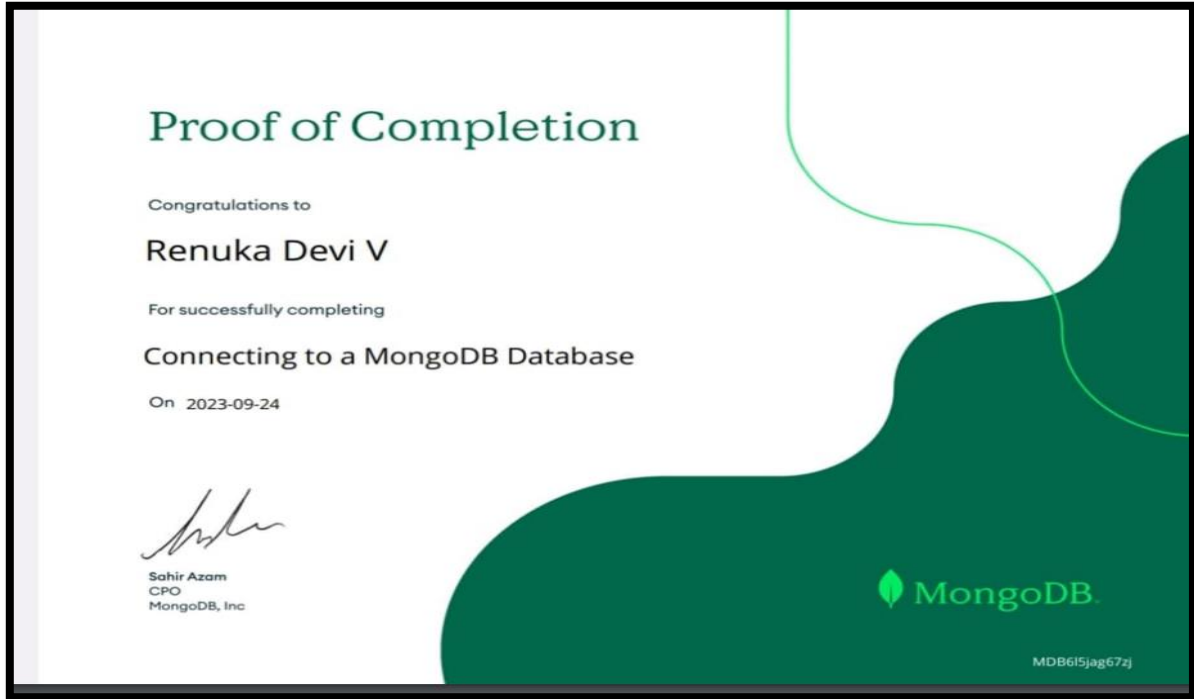 Proof of Completion
Congratulations to
Renuka Devi V
For successfully completing
Connecting to a MongoDB Database
On 2023-09-24
Sahir Azam
CPO
MongoDB, Inc
MongoDB
MDB6l5jag67zj